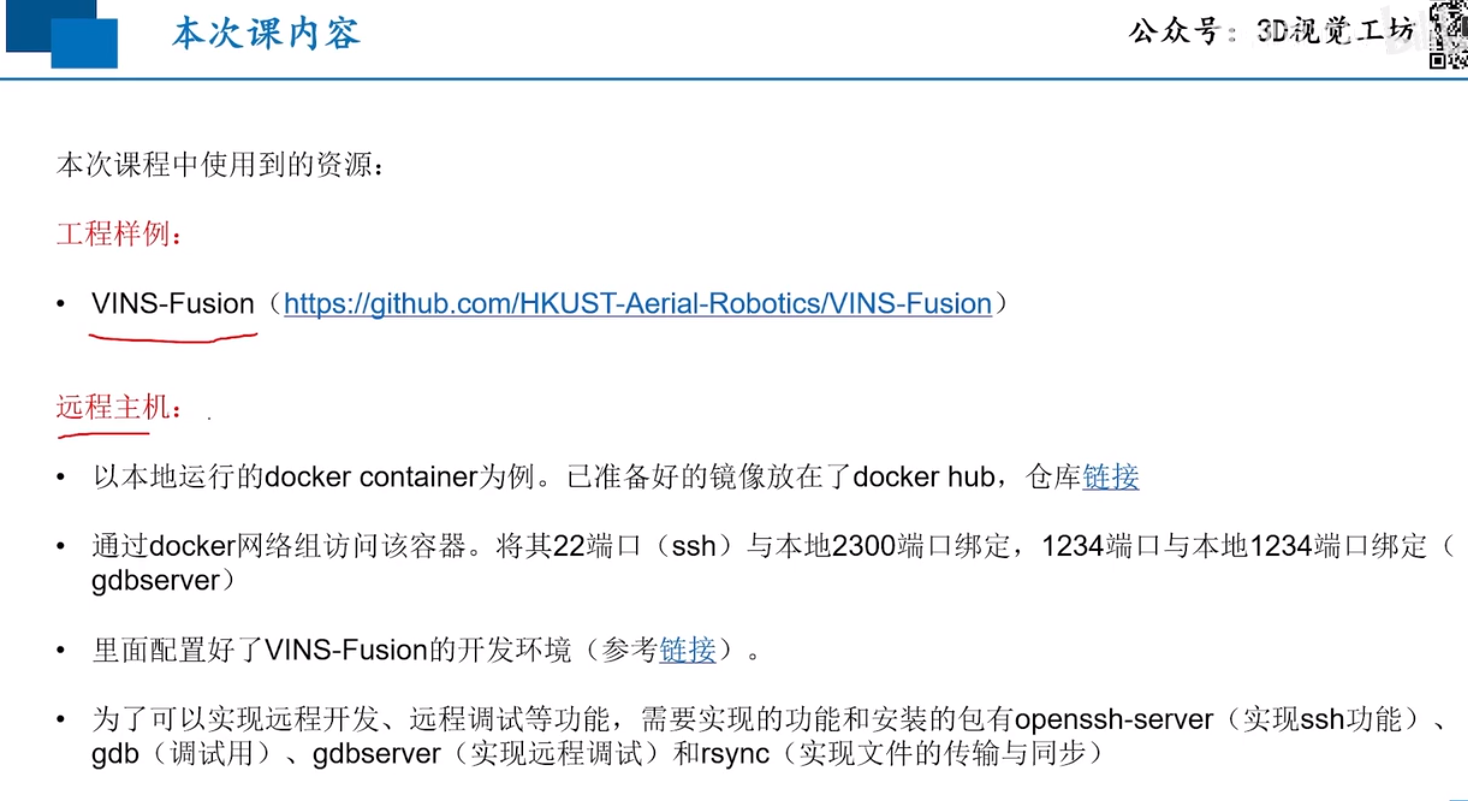 本次课内容
公众号：3D视觉工坊
本次课程中使用到的资源：
工程样例：
• VINS-Fusion（https://github.com/HKUST-Aerial-Robotics/VINS-Fusion）
远程主机：
• 以本地运行的docker container为例。已准备好的镜像放在了docker hub，仓库链接
• 通过docker网络组访问该容器。将其22端口（ssh）与本地2300端口绑定，1234端口与本地1234端口绑定（
gdbserver）
• 里面配置好了VINS-Fusion的开发环境（参考链接）。
• 为了可以实现远程开发、远程调试等功能，需要实现的功能和安装的包有openssh-server（实现ssh功能）、
gdb（调试用）、gdbserver（实现远程调试）和rsync（实现文件的传输与同步）